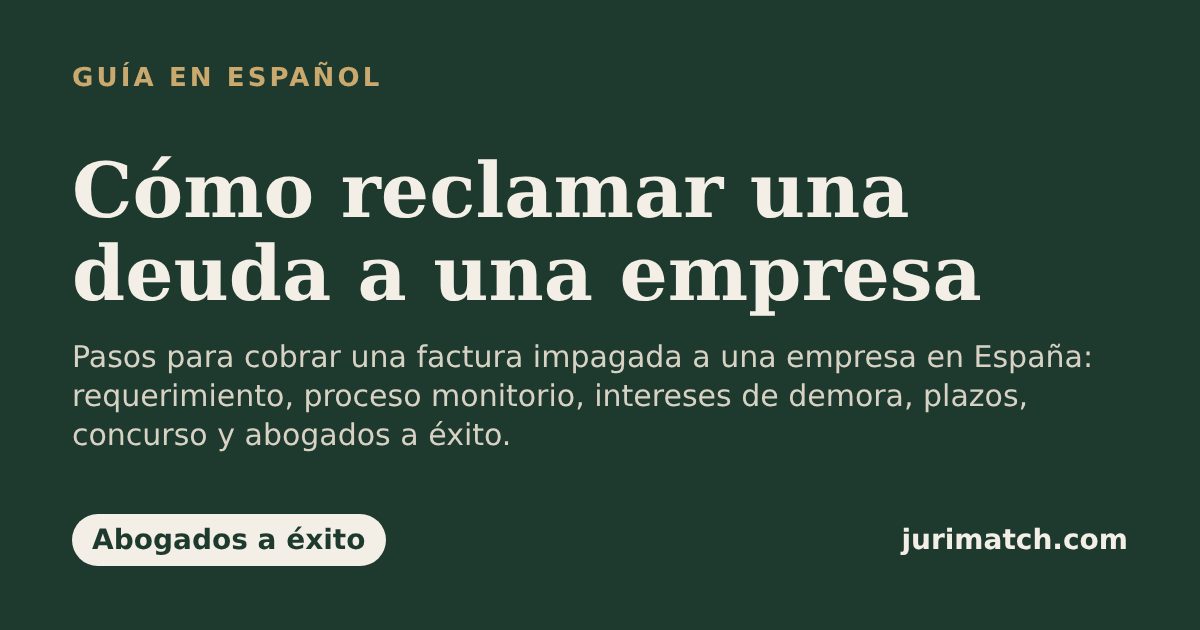 GUÍA EN ESPAÑOL
Cómo reclamar una
deuda a una empresa
Pasos para cobrar una factura impagada a una empresa en España:
requerimiento, proceso monitorio, intereses de demora, plazos,
concurso y abogados a éxito.
Abogados a éxito
jurimatch.com